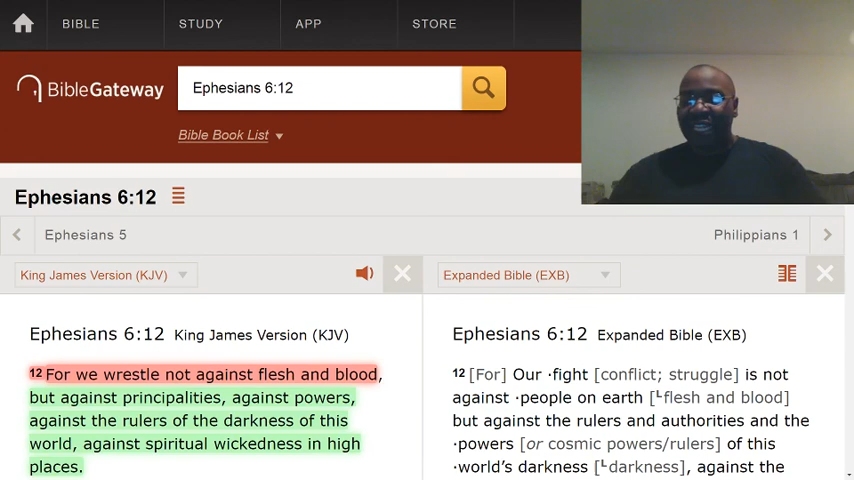 BIBLE STUDY APP STORE
BibleGateway
Ephesians 6:12
Bible Book List
Ephesians 6:12
Ephesians 5 Philippians 1
King James Version (KJV)
Expanded Bible (EXB)
Ephesians 6:12 King James Version (KJV)
12 For we wrestle not against flesh and blood,
but against principalities, against powers,
against the rulers of the darkness of this
world, against spiritual wickedness in high
places.
Ephesians 6:12 Expanded Bible (EXB)
12 [For] Our ·fight [conflict; struggle] is not
against ·people on earth [└flesh and blood]
but against the rulers and authorities and the
·powers [or cosmic powers/rulers] of this
·world's darkness [└darkness], against the